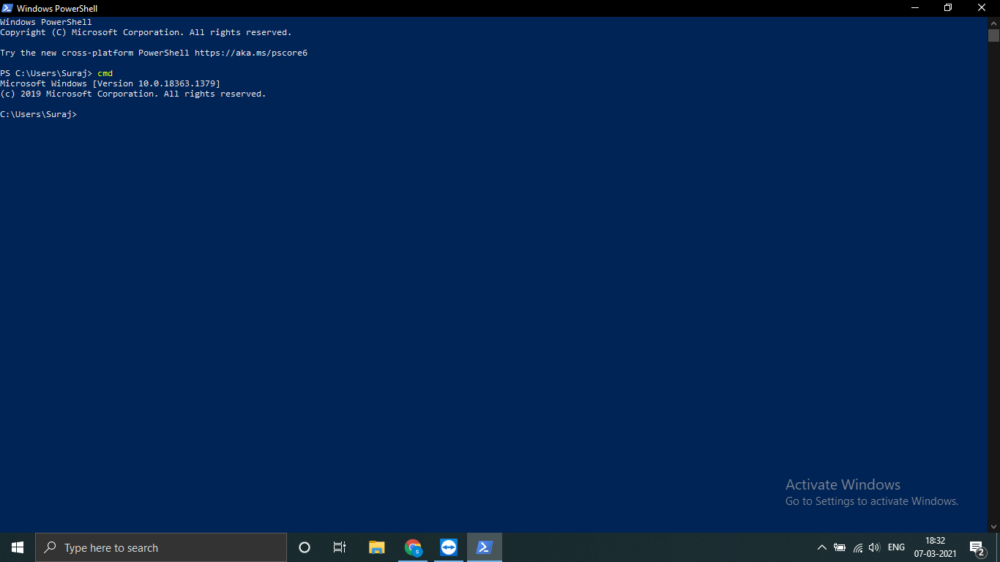 Windows PowerShell
Windows PowerShell
Copyright (C) Microsoft Corporation. All rights reserved.
Try the new cross-platform PowerShell https://aka.ms/pscore6
PS C:\Users\Suraj> cmd
Microsoft Windows [Version 10.0.18363.1379]
(c) 2019 Microsoft Corporation. All rights reserved.
C:\Users\Suraj>
Activate Windows
Go to Settings to activate Windows.
Type here to search
S
ENG
18:32
07-03-2021
2